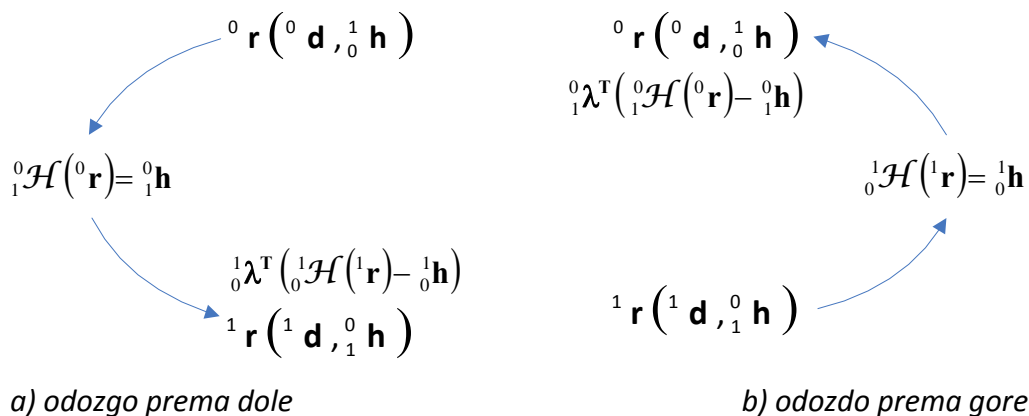 ⁰r(⁰d,¹₀h)
⁰₁ℋ(⁰r)=⁰₁h
¹₀λᵀ(¹₀ℋ(¹r)−¹₀h)
¹r(¹d,⁰₁h)
a) odozgo prema dole
⁰r(⁰d,¹₀h)
⁰₁λᵀ(⁰₁ℋ(⁰r)−⁰₁h)
¹₀ℋ(¹r)=¹₀h
¹r(¹d,⁰₁h)
b) odozdo prema gore